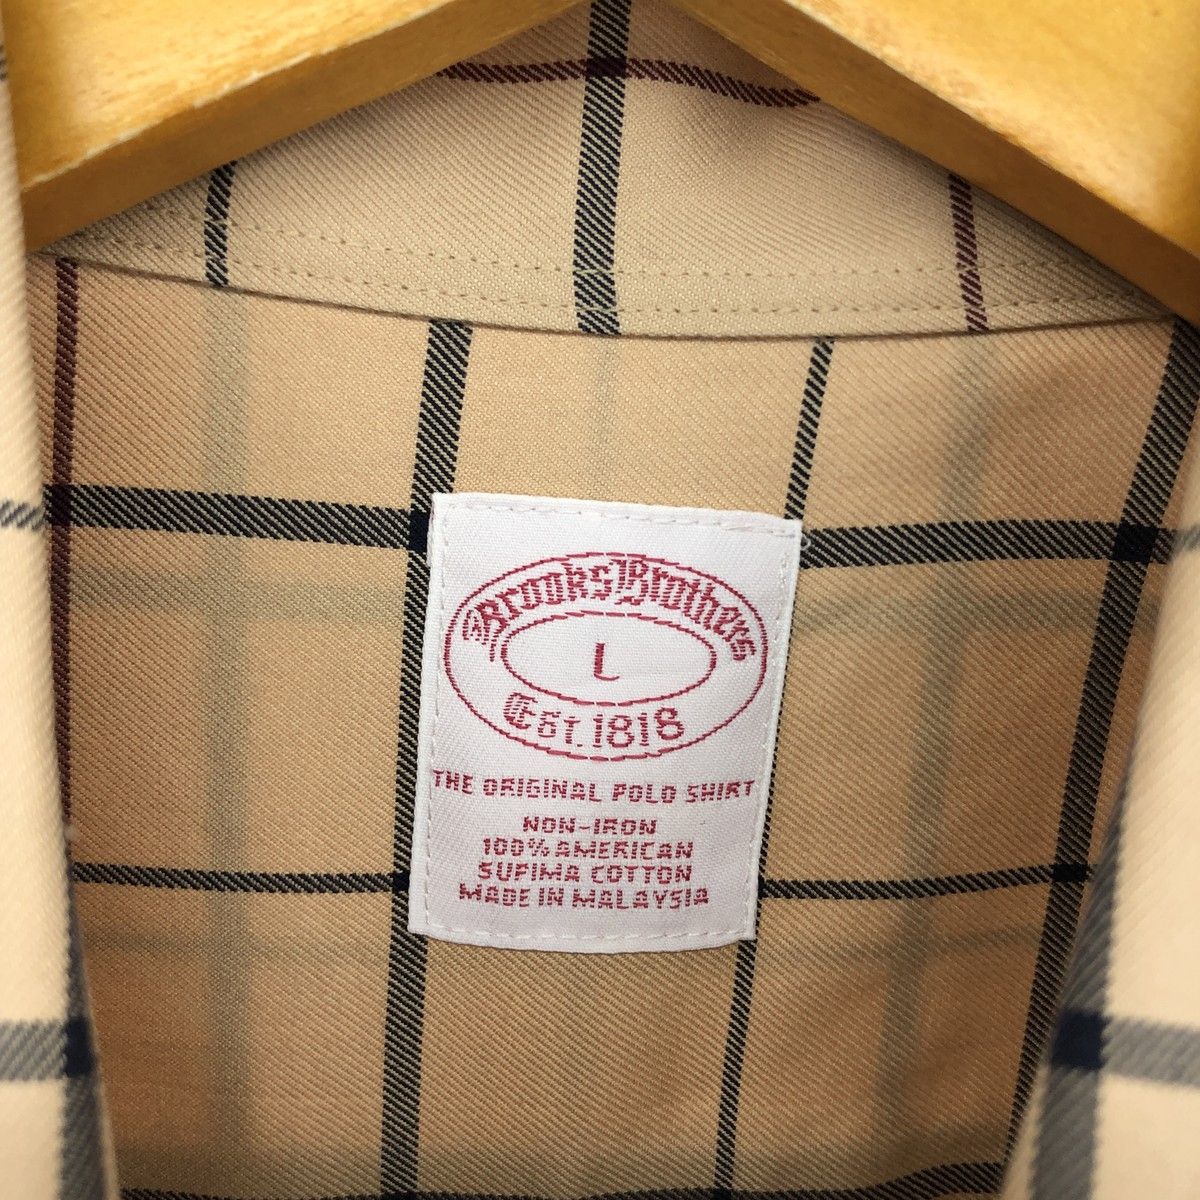 Brooks Brothers
L
Est. 1818
THE ORIGINAL POLO SHIRT
NON-IRON
100% AMERICAN
SUPIMA COTTON
MADE IN MALAYSIA